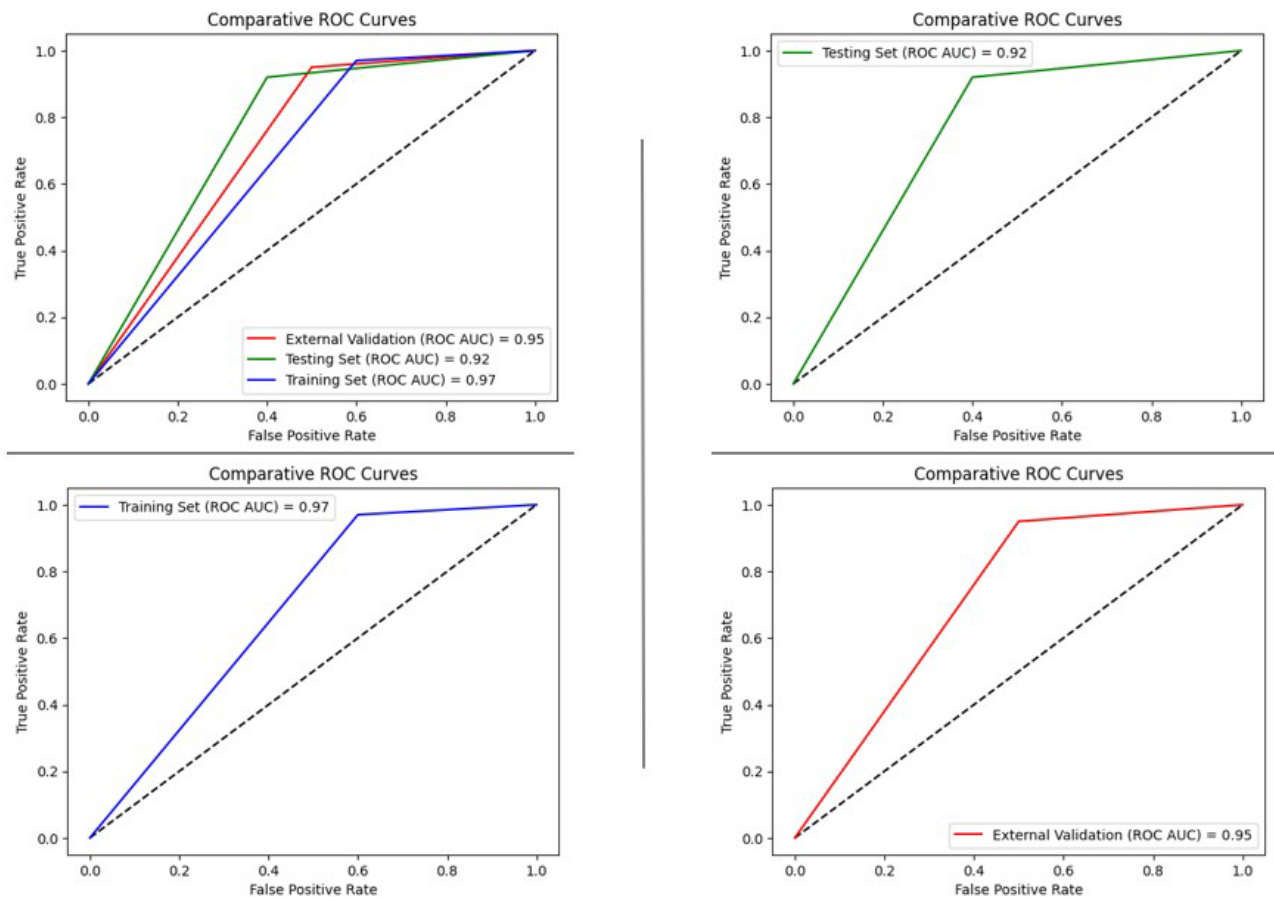 Comparative ROC Curves
True Positive Rate
1.0
0.8
0.6
0.4
0.2
0.0
External Validation (ROC AUC) = 0.95
Testing Set (ROC AUC) = 0.92
Training Set (ROC AUC) = 0.97
0.0 0.2 0.4 0.6 0.8 1.0
False Positive Rate
Comparative ROC Curves
Testing Set (ROC AUC) = 0.92
True Positive Rate
1.0
0.8
0.6
0.4
0.2
0.0
0.0 0.2 0.4 0.6 0.8 1.0
False Positive Rate
Comparative ROC Curves
Training Set (ROC AUC) = 0.97
True Positive Rate
1.0
0.8
0.6
0.4
0.2
0.0
0.0 0.2 0.4 0.6 0.8 1.0
False Positive Rate
Comparative ROC Curves
True Positive Rate
1.0
0.8
0.6
0.4
0.2
0.0
External Validation (ROC AUC) = 0.95
0.0 0.2 0.4 0.6 0.8 1.0
False Positive Rate